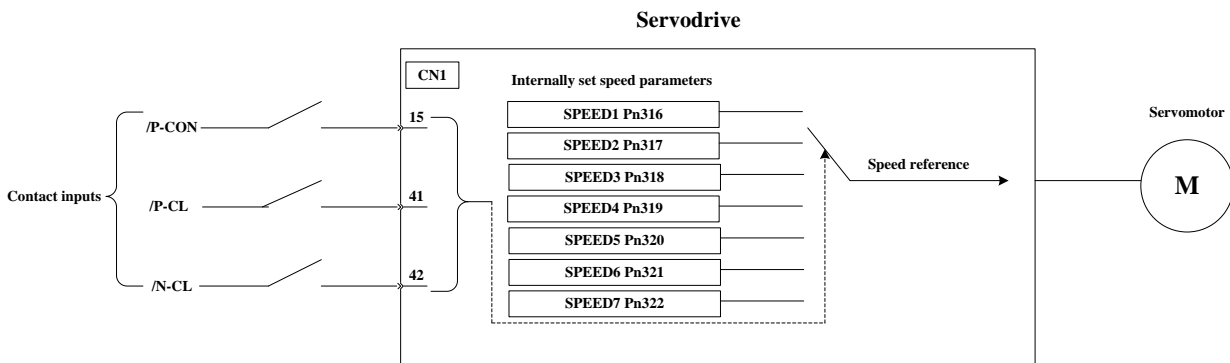 Servodrive
CN1
Internally set speed parameters
SPEED1 Pn316
SPEED2 Pn317
SPEED3 Pn318
SPEED4 Pn319
SPEED5 Pn320
SPEED6 Pn321
SPEED7 Pn322
Contact inputs
/P-CON
15
/P-CL
41
/N-CL
42
Speed reference
Servomotor
M